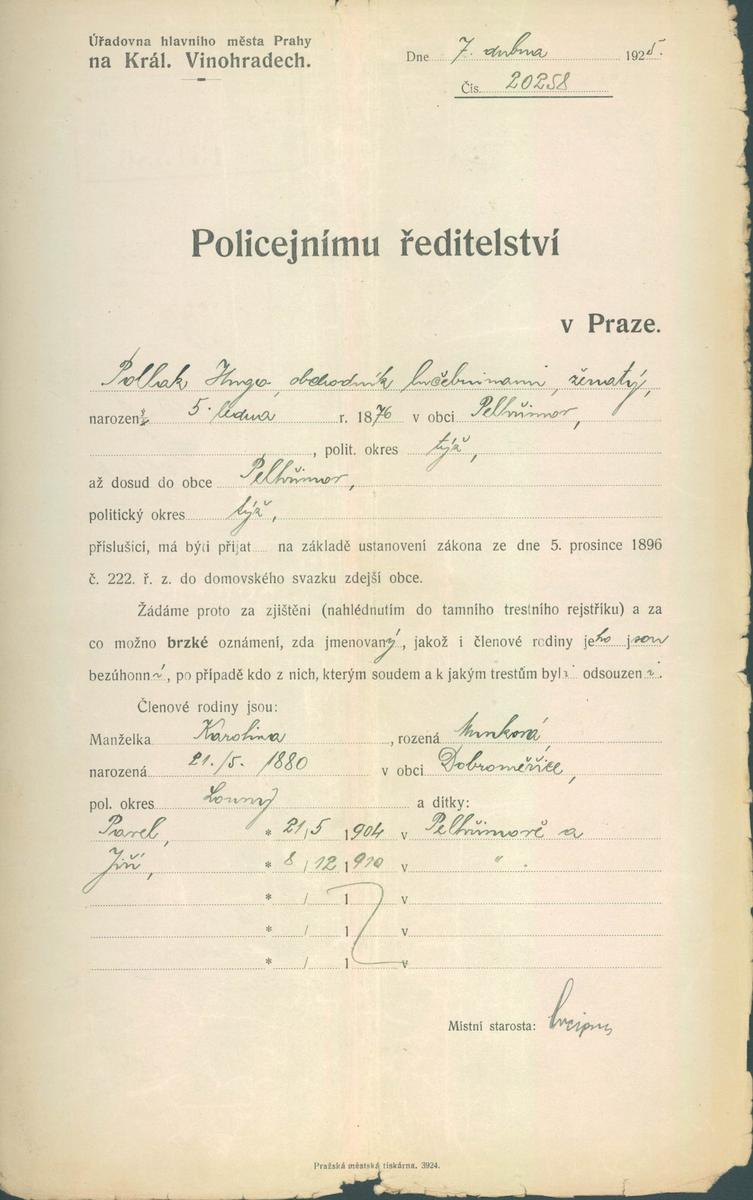 Úřadovna hlavního města Prahy
na Král. Vinohradech.
Dne 7. dubna 1925.
Čís. 20258
Policejnímu ředitelství
v Praze.
Pollak Hugo, obchodník lučebninami, ženatý,
narozen 5. ledna r. 1876 v obci Pelhřimov,
, polit. okres týž,
až dosud do obce Pelhřimov,
politický okres týž,
příslušící, má býti přijat na základě ustanovení zákona ze dne 5. prosince 1896
č. 222. ř. z. do domovského svazku zdejší obce.
Žádáme proto za zjištění (nahlédnutím do tamního trestního rejstříku) a za
co možno brzké oznámení, zda jmenovaný, jakož i členové rodiny jeho jsou
bezúhonní, po případě kdo z nich, kterým soudem a k jakým trestům byli odsouzeni.
Členové rodiny jsou:
Manželka Karolina, rozená Munková,
narozená 21./5. 1880 v obci Dobroměřice,
pol. okres Louny a dítky:
Pavel, * 21/5 1904 v Pelhřimově a
Jiří, * 8/12 1910 v " .
* / 1 v
* / 1 v
* / 1 v
Místní starosta:
Pražská městská tiskárna. 3924.